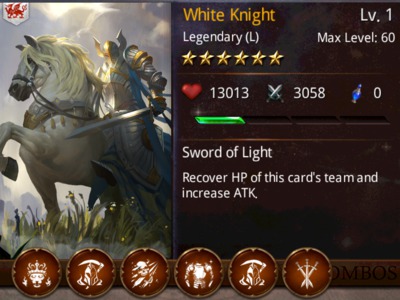 White Knight
Lv. 1
Legendary (L)
Max Level: 60
13013
3058
0
Sword of Light
Recover HP of this card's team and
increase ATK.
OMBOS